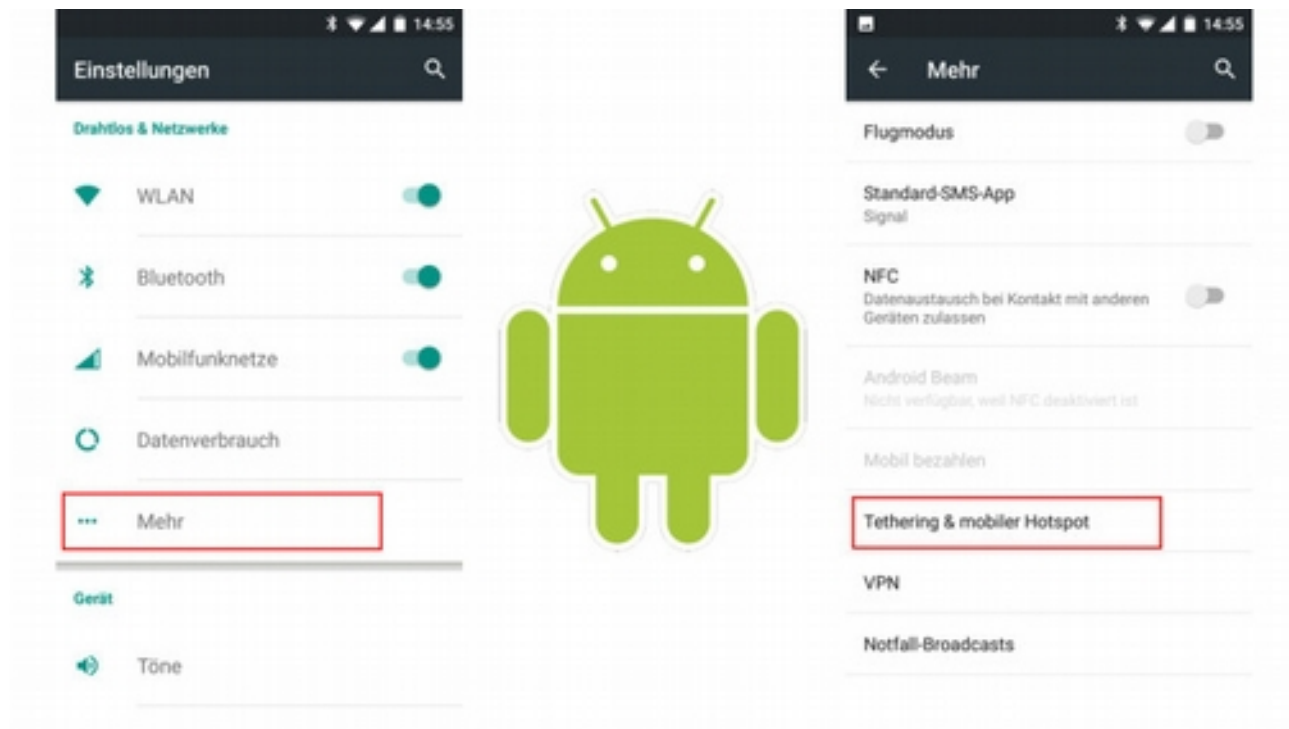 14:55
Einstellungen
Drahtlos & Netzwerke
WLAN
Bluetooth
Mobilfunknetze
Datenverbrauch
Mehr
Gerät
Töne
14:55
Mehr
Flugmodus
Standard-SMS-App
Signal
NFC
Datenaustausch bei Kontakt mit anderen
Geräten zulassen
Android Beam
Nicht verfügbar, weil NFC deaktiviert ist
Mobil bezahlen
Tethering & mobiler Hotspot
VPN
Notfall-Broadcasts